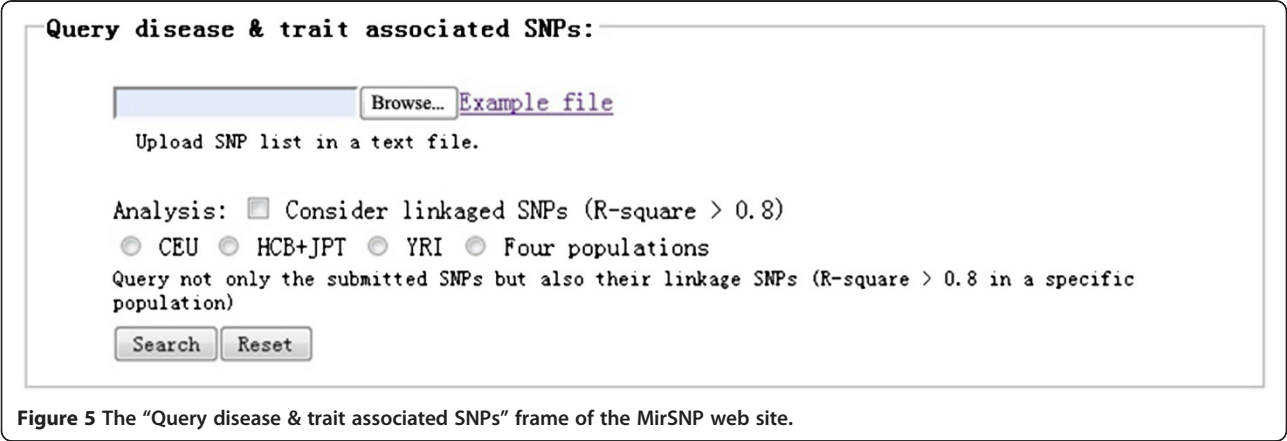 Query disease & trait associated SNPs:
Browse... Example file
Upload SNP list in a text file.
Analysis: Consider linkaged SNPs (R-square > 0.8)
CEU HCB+JPT YRI Four populations
Query not only the submitted SNPs but also their linkage SNPs (R-square > 0.8 in a specific
population)
Search Reset
Figure 5 The “Query disease & trait associated SNPs” frame of the MirSNP web site.